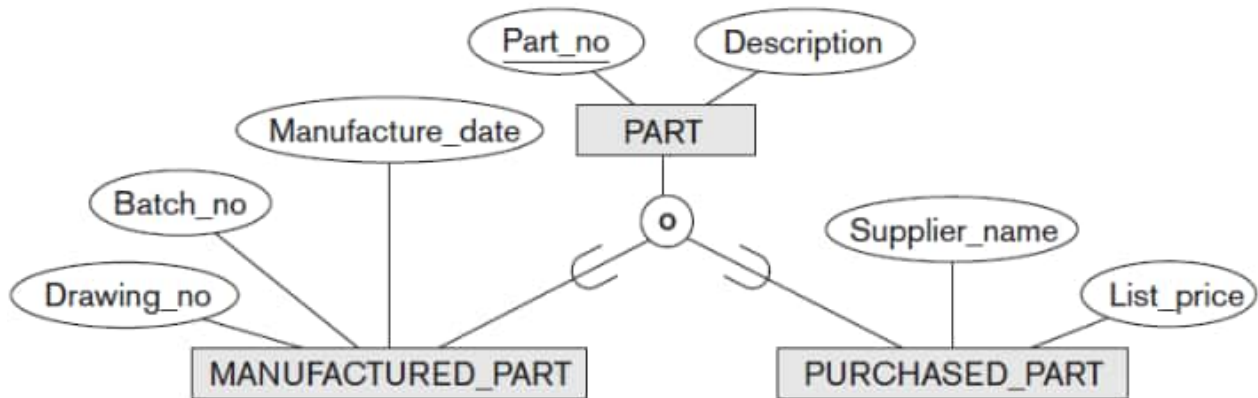 Part_no
Description
PART
Manufacture_date
Batch_no
Drawing_no
o
Supplier_name
List_price
MANUFACTURED_PART
PURCHASED_PART